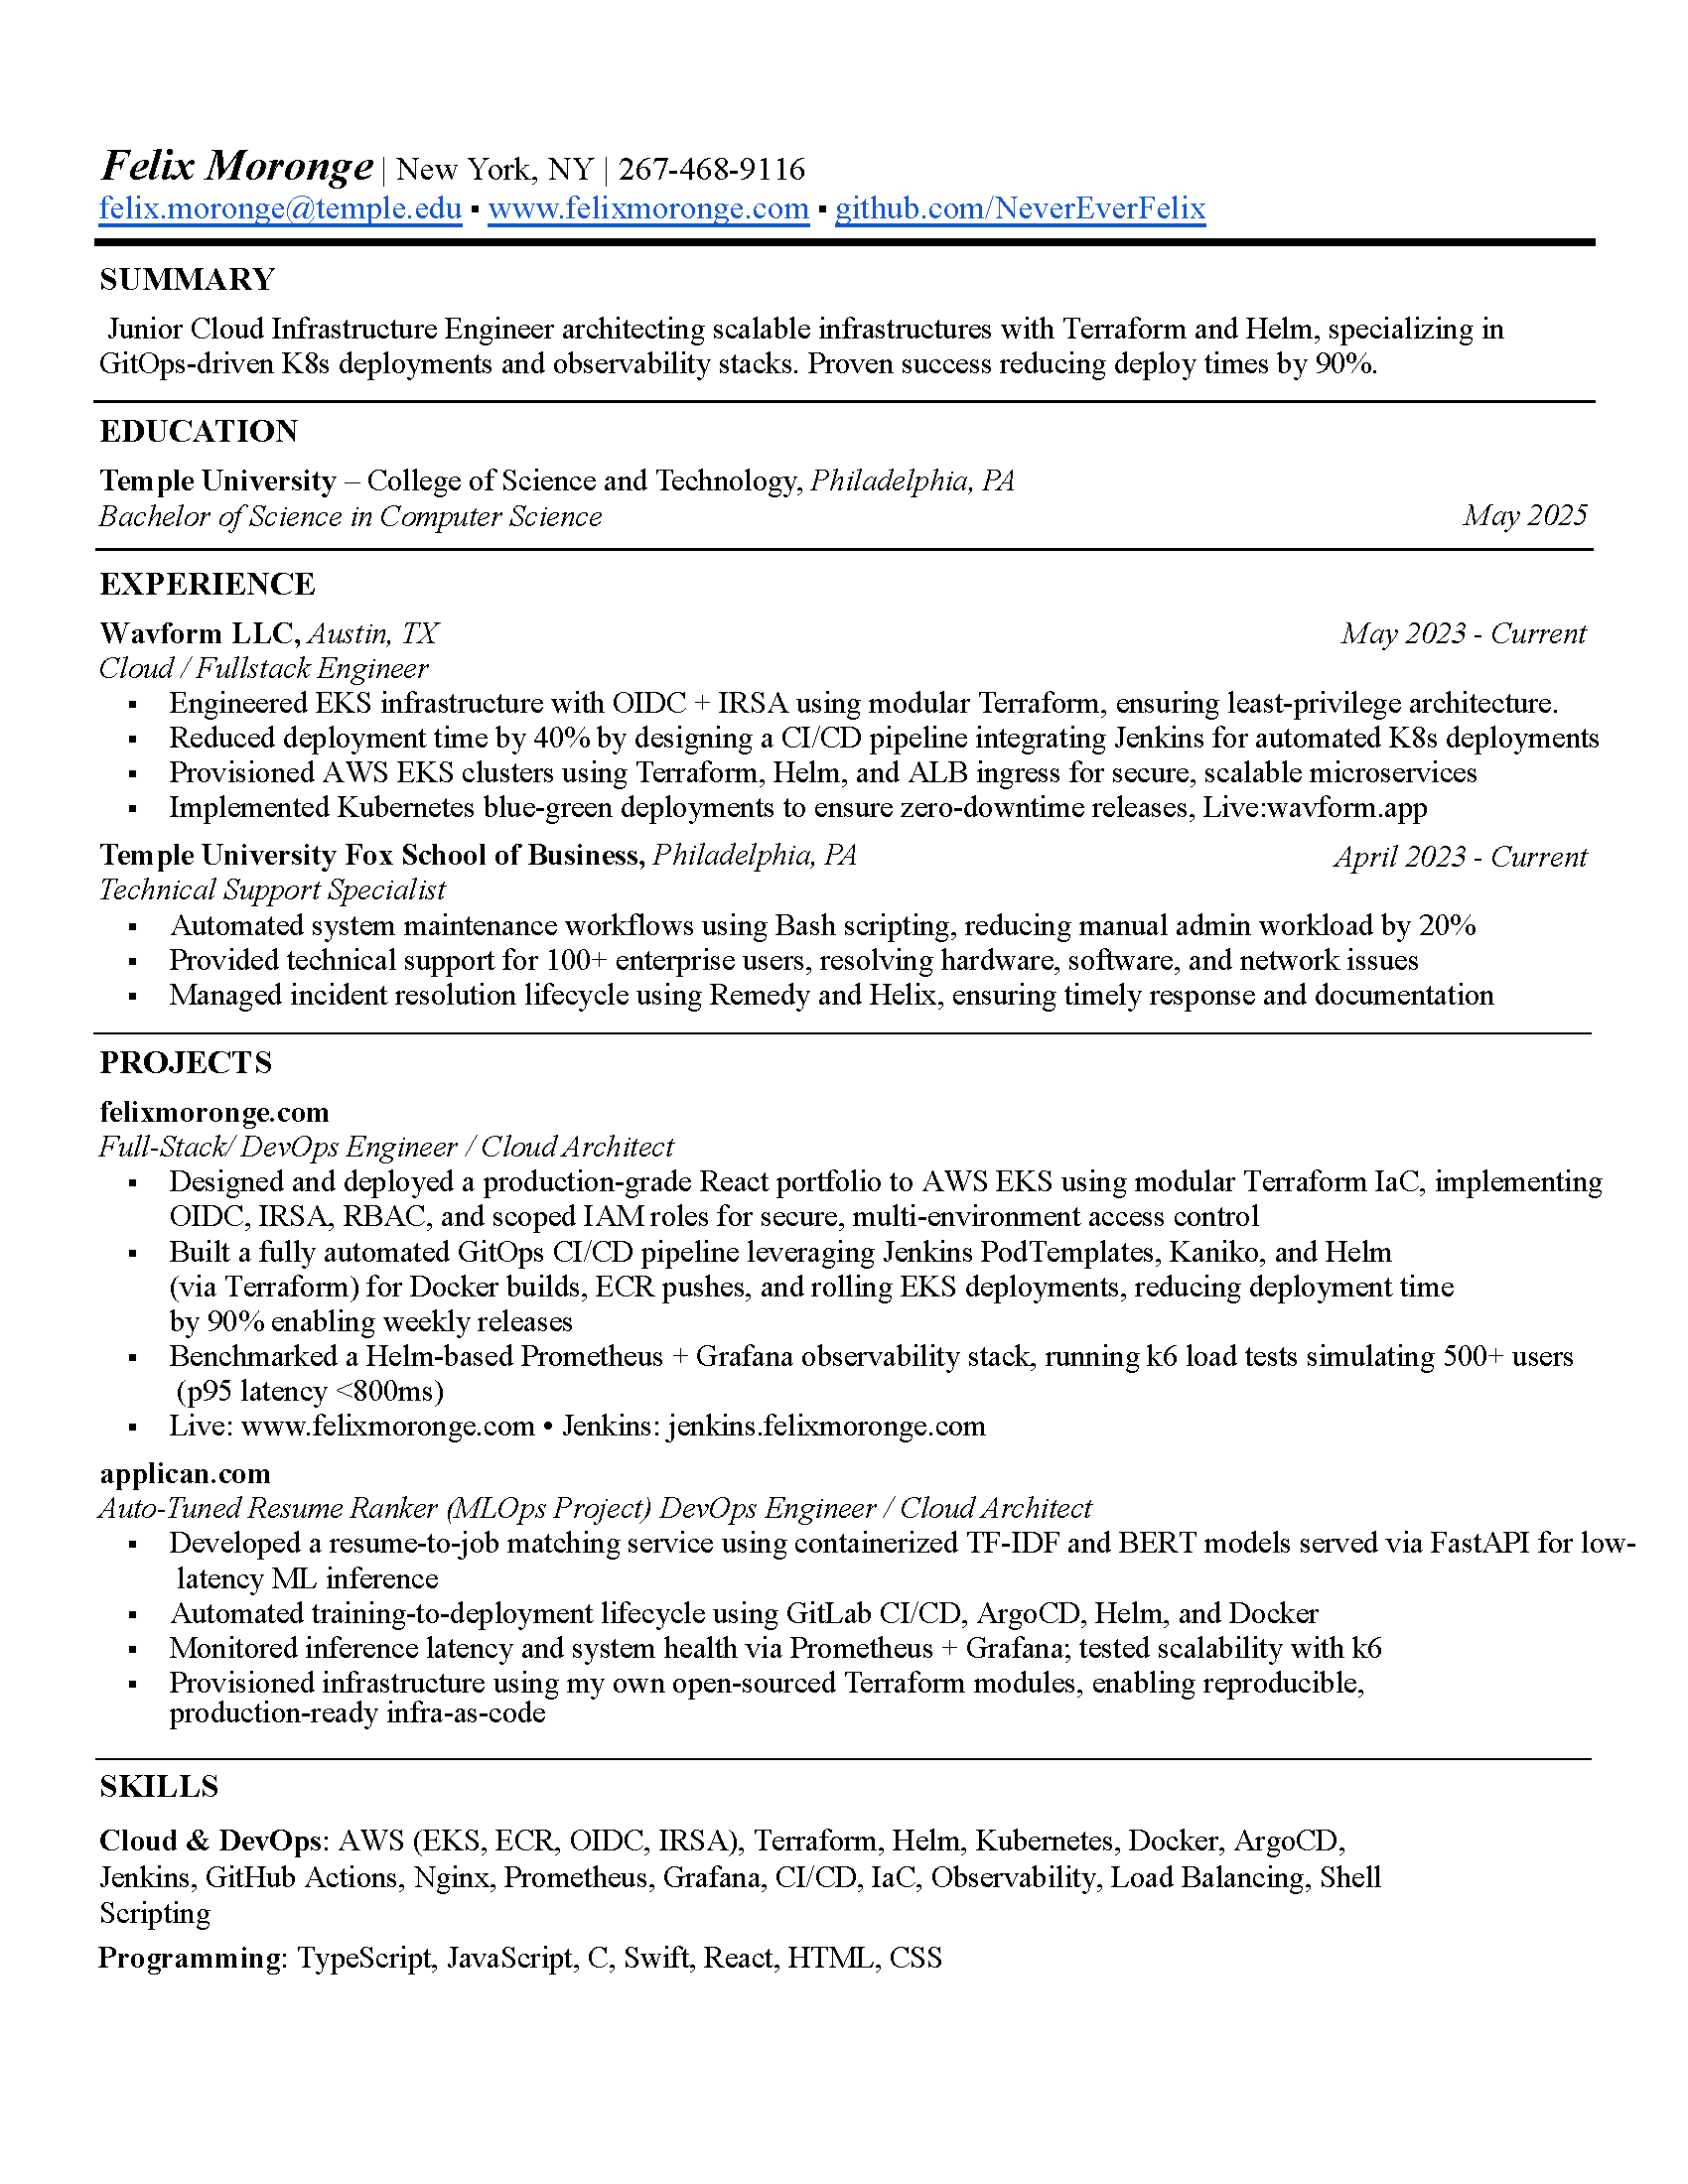 Felix Moronge | New York, NY | 267-468-9116
felix.moronge@temple.edu ▪ www.felixmoronge.com ▪ github.com/NeverEverFelix
SUMMARY
Junior Cloud Infrastructure Engineer architecting scalable infrastructures with Terraform and Helm, specializing in
GitOps-driven K8s deployments and observability stacks. Proven success reducing deploy times by 90%.
EDUCATION
Temple University – College of Science and Technology, Philadelphia, PA
Bachelor of Science in Computer Science May 2025
EXPERIENCE
Wavform LLC, Austin, TX May 2023 - Current
Cloud / Fullstack Engineer
▪ Engineered EKS infrastructure with OIDC + IRSA using modular Terraform, ensuring least-privilege architecture.
▪ Reduced deployment time by 40% by designing a CI/CD pipeline integrating Jenkins for automated K8s deployments
▪ Provisioned AWS EKS clusters using Terraform, Helm, and ALB ingress for secure, scalable microservices
▪ Implemented Kubernetes blue-green deployments to ensure zero-downtime releases, Live:wavform.app
Temple University Fox School of Business, Philadelphia, PA April 2023 - Current
Technical Support Specialist
▪ Automated system maintenance workflows using Bash scripting, reducing manual admin workload by 20%
▪ Provided technical support for 100+ enterprise users, resolving hardware, software, and network issues
▪ Managed incident resolution lifecycle using Remedy and Helix, ensuring timely response and documentation
PROJECTS
felixmoronge.com
Full-Stack/ DevOps Engineer / Cloud Architect
▪ Designed and deployed a production-grade React portfolio to AWS EKS using modular Terraform IaC, implementing
OIDC, IRSA, RBAC, and scoped IAM roles for secure, multi-environment access control
▪ Built a fully automated GitOps CI/CD pipeline leveraging Jenkins PodTemplates, Kaniko, and Helm
(via Terraform) for Docker builds, ECR pushes, and rolling EKS deployments, reducing deployment time
by 90% enabling weekly releases
▪ Benchmarked a Helm-based Prometheus + Grafana observability stack, running k6 load tests simulating 500+ users
(p95 latency <800ms)
▪ Live: www.felixmoronge.com • Jenkins: jenkins.felixmoronge.com
applican.com
Auto-Tuned Resume Ranker (MLOps Project) DevOps Engineer / Cloud Architect
▪ Developed a resume-to-job matching service using containerized TF-IDF and BERT models served via FastAPI for low-
latency ML inference
▪ Automated training-to-deployment lifecycle using GitLab CI/CD, ArgoCD, Helm, and Docker
▪ Monitored inference latency and system health via Prometheus + Grafana; tested scalability with k6
▪ Provisioned infrastructure using my own open-sourced Terraform modules, enabling reproducible,
production-ready infra-as-code
SKILLS
Cloud & DevOps: AWS (EKS, ECR, OIDC, IRSA), Terraform, Helm, Kubernetes, Docker, ArgoCD,
Jenkins, GitHub Actions, Nginx, Prometheus, Grafana, CI/CD, IaC, Observability, Load Balancing, Shell
Scripting
Programming: TypeScript, JavaScript, C, Swift, React, HTML, CSS